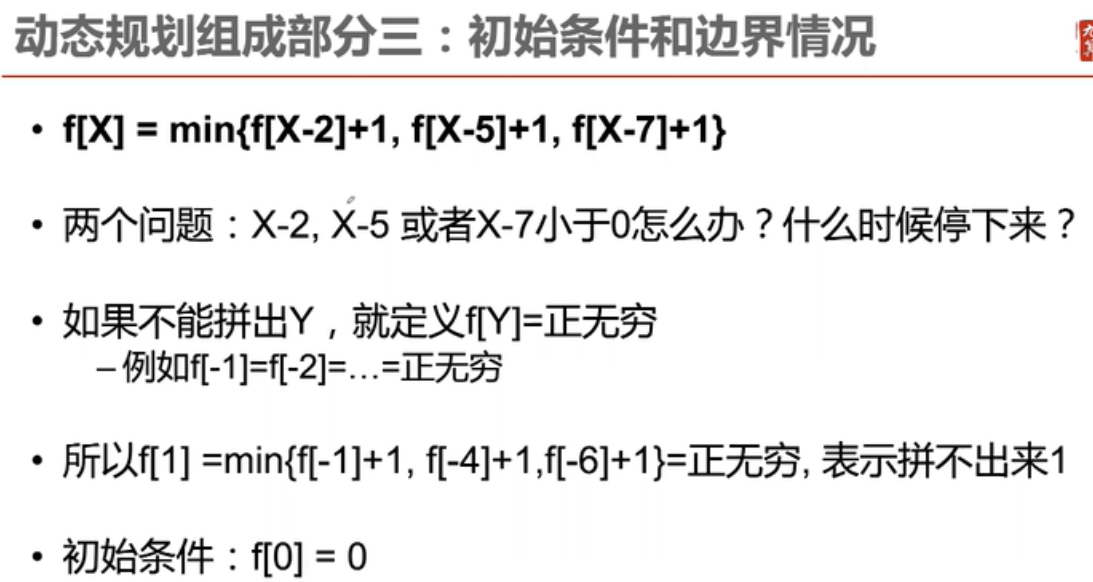 动态规划组成部分三：初始条件和边界情况
• f[X] = min{f[X-2]+1, f[X-5]+1, f[X-7]+1}
• 两个问题：X-2, X-5 或者X-7小于0怎么办？什么时候停下来？
• 如果不能拼出Y，就定义f[Y]=正无穷
– 例如f[-1]=f[-2]=…=正无穷
• 所以f[1] =min{f[-1]+1, f[-4]+1,f[-6]+1}=正无穷, 表示拼不出来1
• 初始条件：f[0] = 0